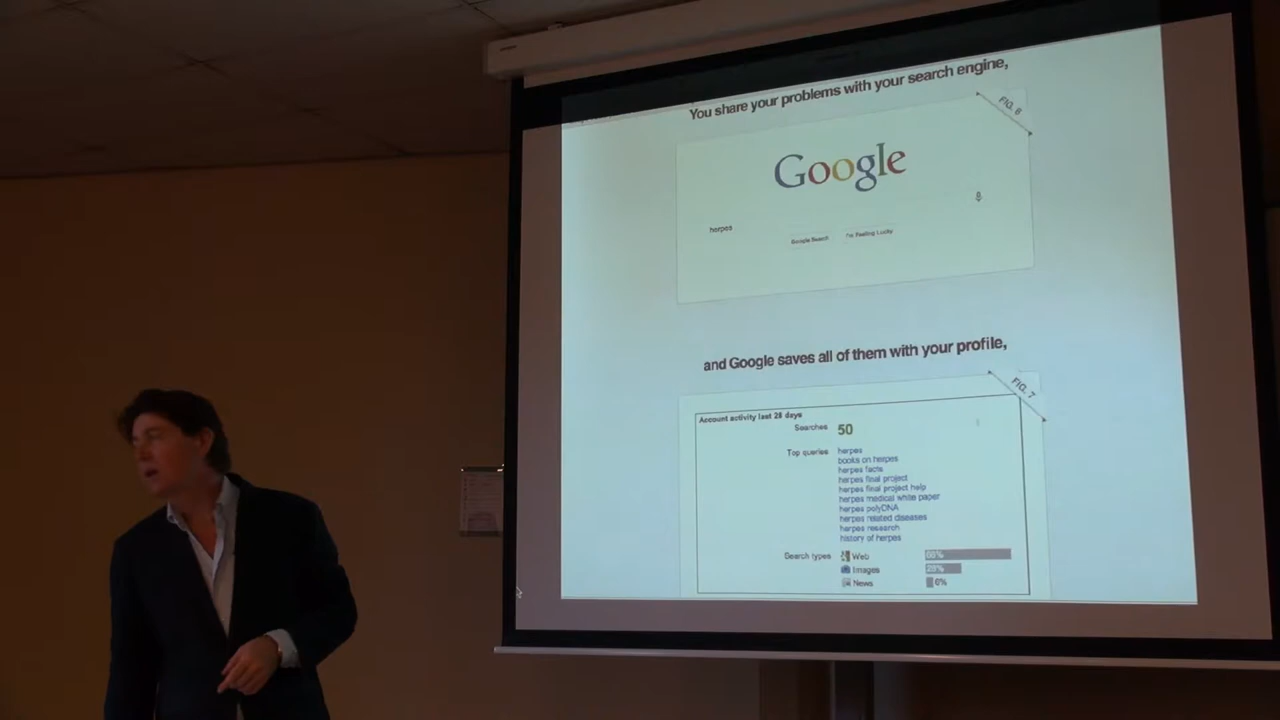 You share your problems with your search engine,
FIG. 6
Google
herpes
Google Search I'm Feeling Lucky
and Google saves all of them with your profile,
FIG. 7
Account activity last 28 days
Searches 50
Top queries herpes
books on herpes
herpes facts
herpes final project
herpes final project help
herpes medical white paper
herpes polyDNA
herpes related diseases
herpes research
history of herpes
Search types Web 66%
Images 28%
News 0%